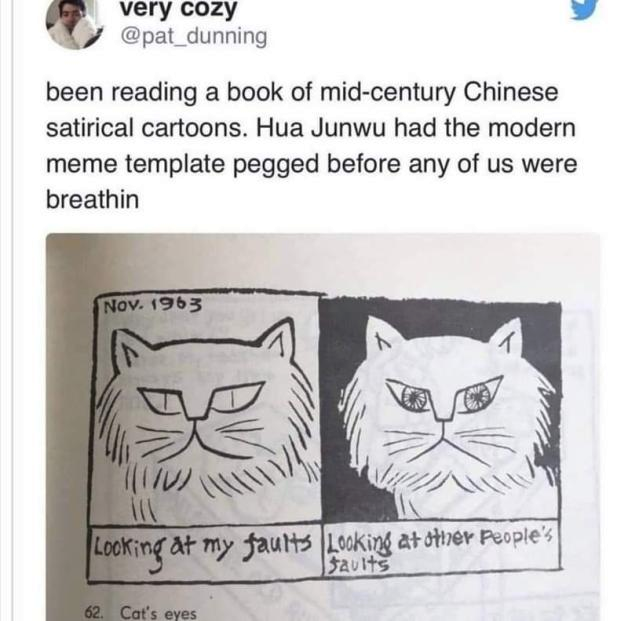 very cozy
@pat_dunning
been reading a book of mid-century Chinese
satirical cartoons. Hua Junwu had the modern
meme template pegged before any of us were
breathin
Nov. 1963
Looking at my faults
Looking at other People's
faults
62. Cat's eyes